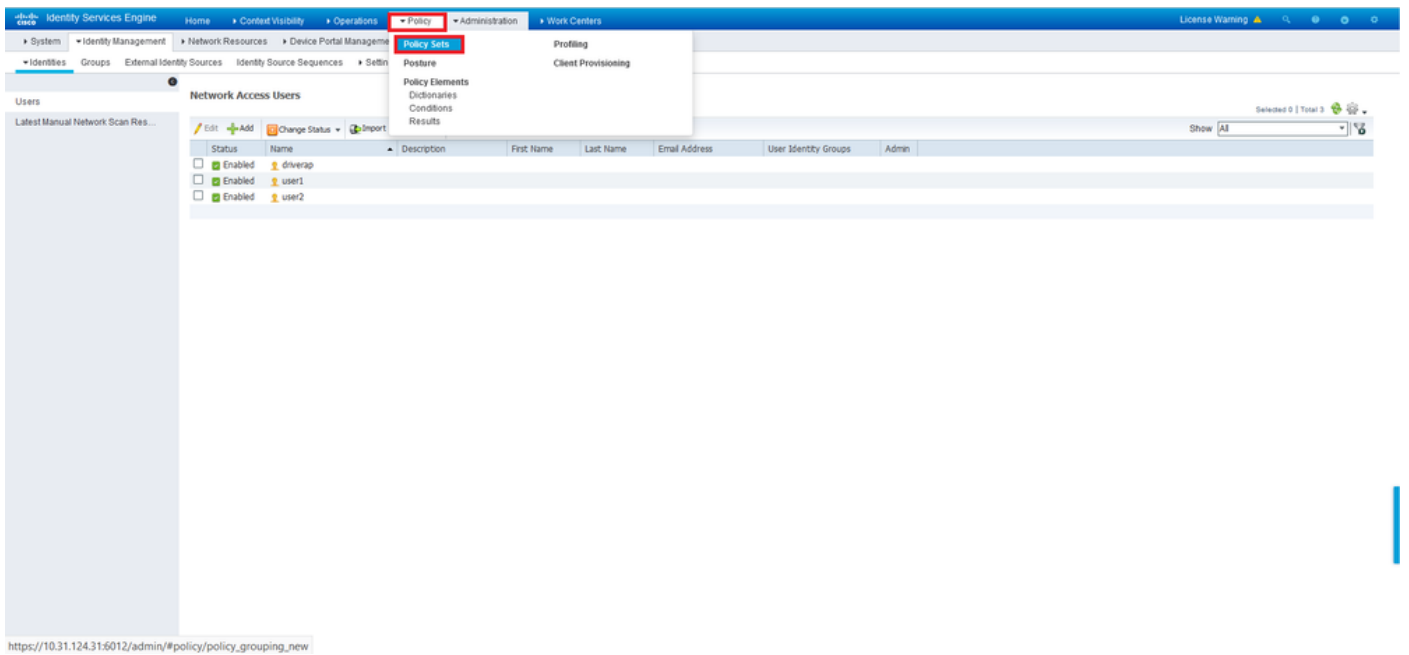 cisco Identity Services Engine Home Context Visibility Operations Policy Administration Work Centers License Warning
System Identity Management Network Resources Device Portal Manageme
Identities Groups External Identity Sources Identity Source Sequences Settin
Policy Sets Profiling
Posture Client Provisioning
Policy Elements
Dictionaries
Conditions
Results
Users
Latest Manual Network Scan Res...
Network Access Users
Selected 0 | Total 3
Edit Add Change Status Import Show All
Status Name Description First Name Last Name Email Address User Identity Groups Admin
Enabled driverap
Enabled user1
Enabled user2
https://10.31.124.31:6012/admin/#policy/policy_grouping_new